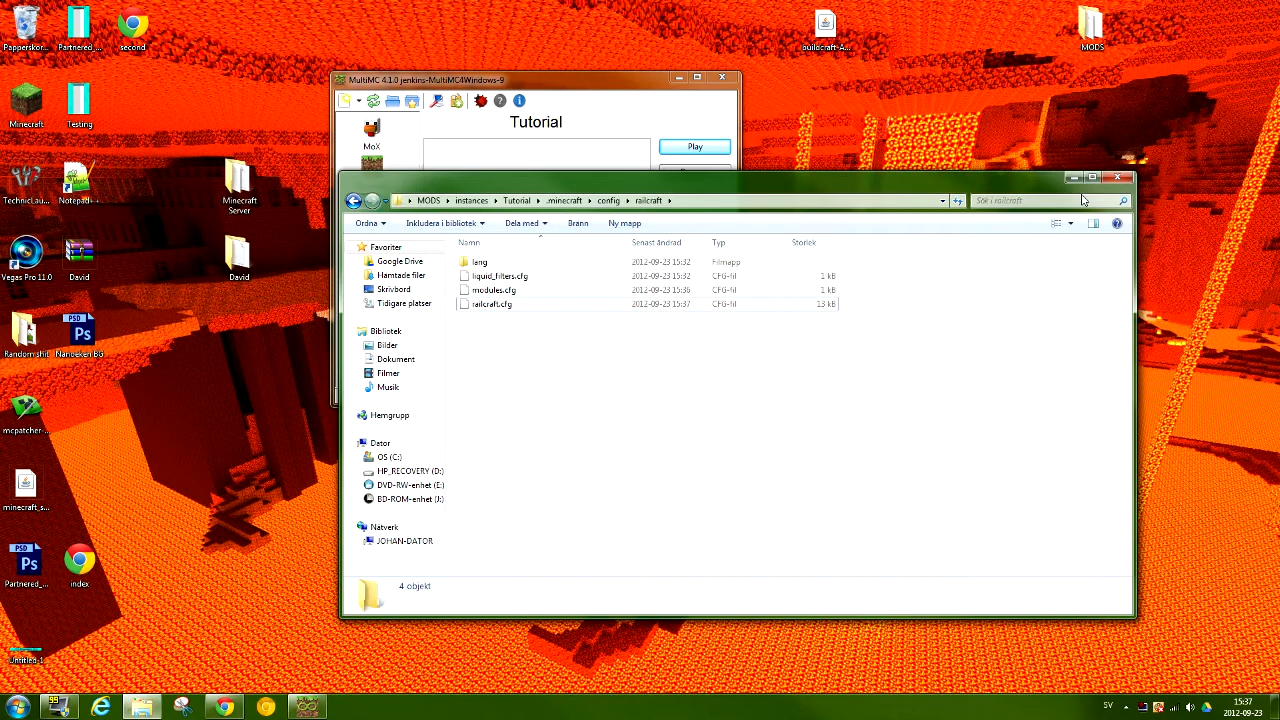 Papperskor...
Partnered_...
second
buildcraft-A...
MODS
Minecraft
Testing
TechnicLaun...
Notepad++
Minecraft
Server
Vegas Pro 11.0
David
David
Random shit
Nanoeken BG
mcpatcher-...
minecraft_s...
Partnered_...
index
Untitled-1
MultiMC 4.1.0 jenkins-MultiMC4Windows-9
Tutorial
MoX
Play
MODS
instances
Tutorial
.minecraft
config
railcraft
Sök i railcraft
Ordna
Inkludera i bibliotek
Dela med
Bränn
Ny mapp
Namn
Senast ändrad
Typ
Storlek
lang 2012-09-23 15:32 Filmapp
liquid_filters.cfg 2012-09-23 15:32 CFG-fil 1 kB
modules.cfg 2012-09-23 15:36 CFG-fil 1 kB
railcraft.cfg 2012-09-23 15:37 CFG-fil 13 kB
Favoriter
Google Drive
Hämtade filer
Skrivbord
Tidigare platser
Bibliotek
Bilder
Dokument
Filmer
Musik
Hemgrupp
Dator
OS (C:)
HP_RECOVERY (D:)
DVD-RW-enhet (E:)
BD-ROM-enhet (J:)
Nätverk
JOHAN-DATOR
4 objekt
99
SV
15:37
2012-09-23